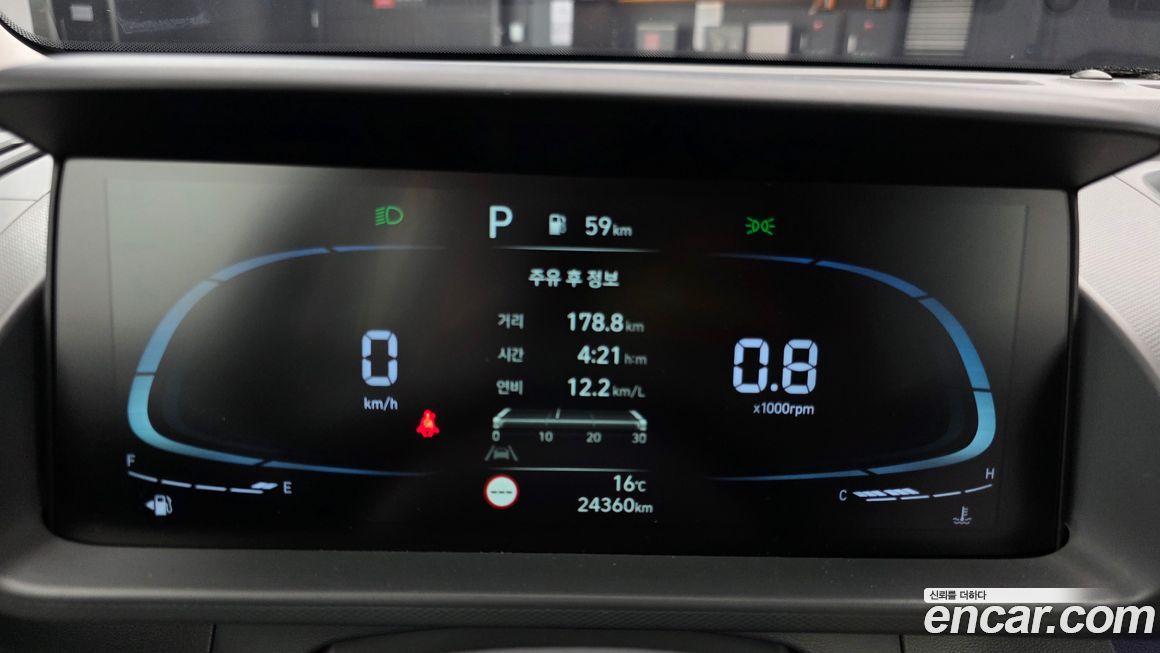 P 59km
주유 후 정보
거리 178.8km
시간 4:21 h:m
연비 12.2km/L
0
km/h
0.8
x1000rpm
0 10 20 30
F
E
C
H
---
16℃
24360km
신뢰를 더하다
encar.com